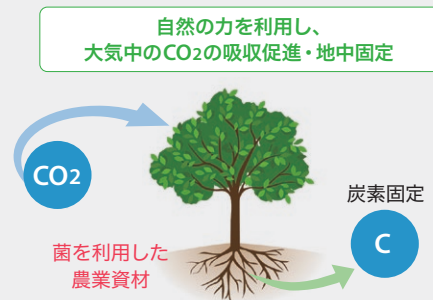 自然の力を利用し、
大気中のCO2の吸収促進・地中固定
CO2
炭素固定
C
菌を利用した
農業資材